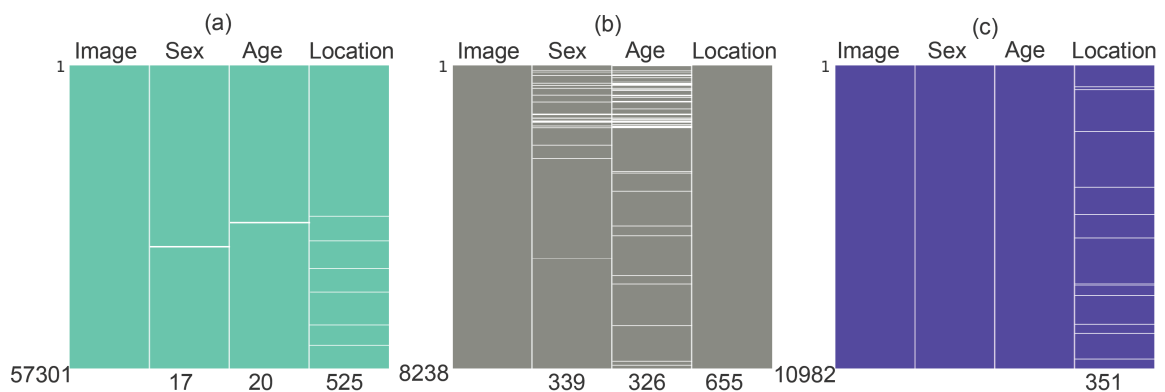 (a) (b) (c)
Image Sex Age Location Image Sex Age Location Image Sex Age Location
1 1 1
57301 8238 10982
17 20 525 339 326 655 351